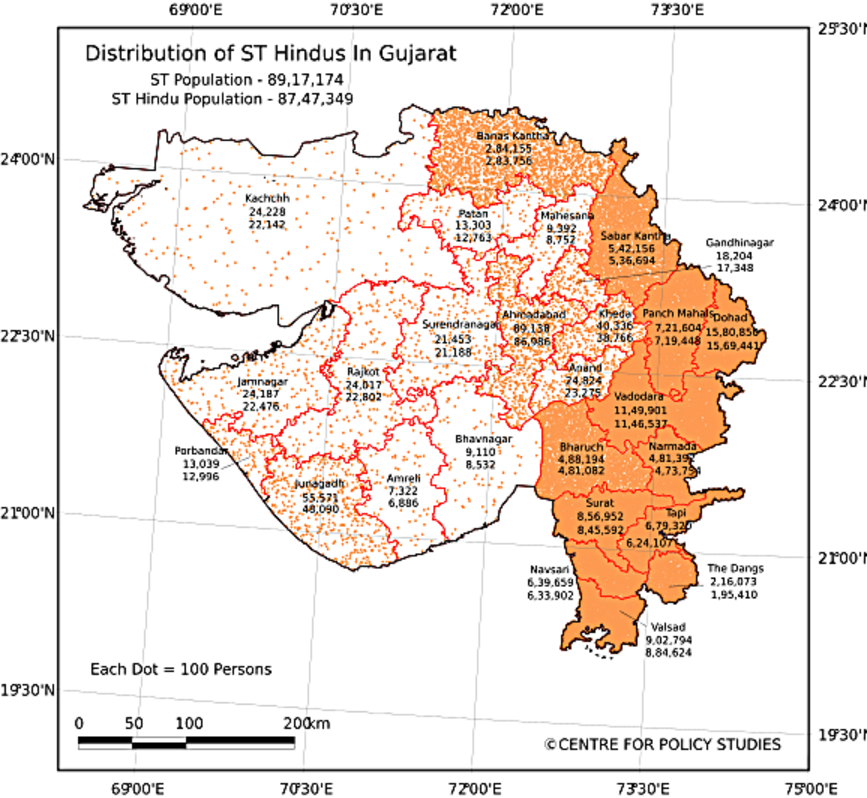 69°00'E 70°30'E 72°00'E 73°30'E
25°30'N
Distribution of ST Hindus In Gujarat
ST Population - 89,17,174
ST Hindu Population - 87,47,349
24°00'N
24°00'N
Banas Kantha
2,84,155
2,83,756
Kachchh
24,228
22,142
Patan
13,303
12,763
Mahesana
9,392
8,752
Sabar Kantha
5,42,156
5,36,694
Gandhinagar
18,204
17,348
22°30'N
22°30'N
Surendranagar
21,453
21,188
Ahmadabad
89,138
86,986
Kheda
40,336
38,766
Panch Mahals
7,21,604
7,19,448
Dohad
15,80,850
15,69,441
Jamnagar
24,187
22,476
Rajkot
24,017
22,802
Anand
24,824
23,275
Vadodara
11,49,901
11,46,537
Porbandar
13,039
12,996
Junagadh
55,571
48,090
Amreli
7,322
6,886
Bhavnagar
9,110
8,532
Bharuch
4,88,194
4,81,082
Narmada
4,81,39
4,73,754
21°00'N
21°00'N
Surat
8,56,952
8,45,592
Tapi
6,79,320
6,24,107
Navsari
6,39,659
6,33,902
The Dangs
2,16,073
1,95,410
Valsad
9,02,794
8,84,624
Each Dot = 100 Persons
19°30'N
19°30'N
0 50 100 200km
©CENTRE FOR POLICY STUDIES
69°00'E 70°30'E 72°00'E 73°30'E 75°00'E